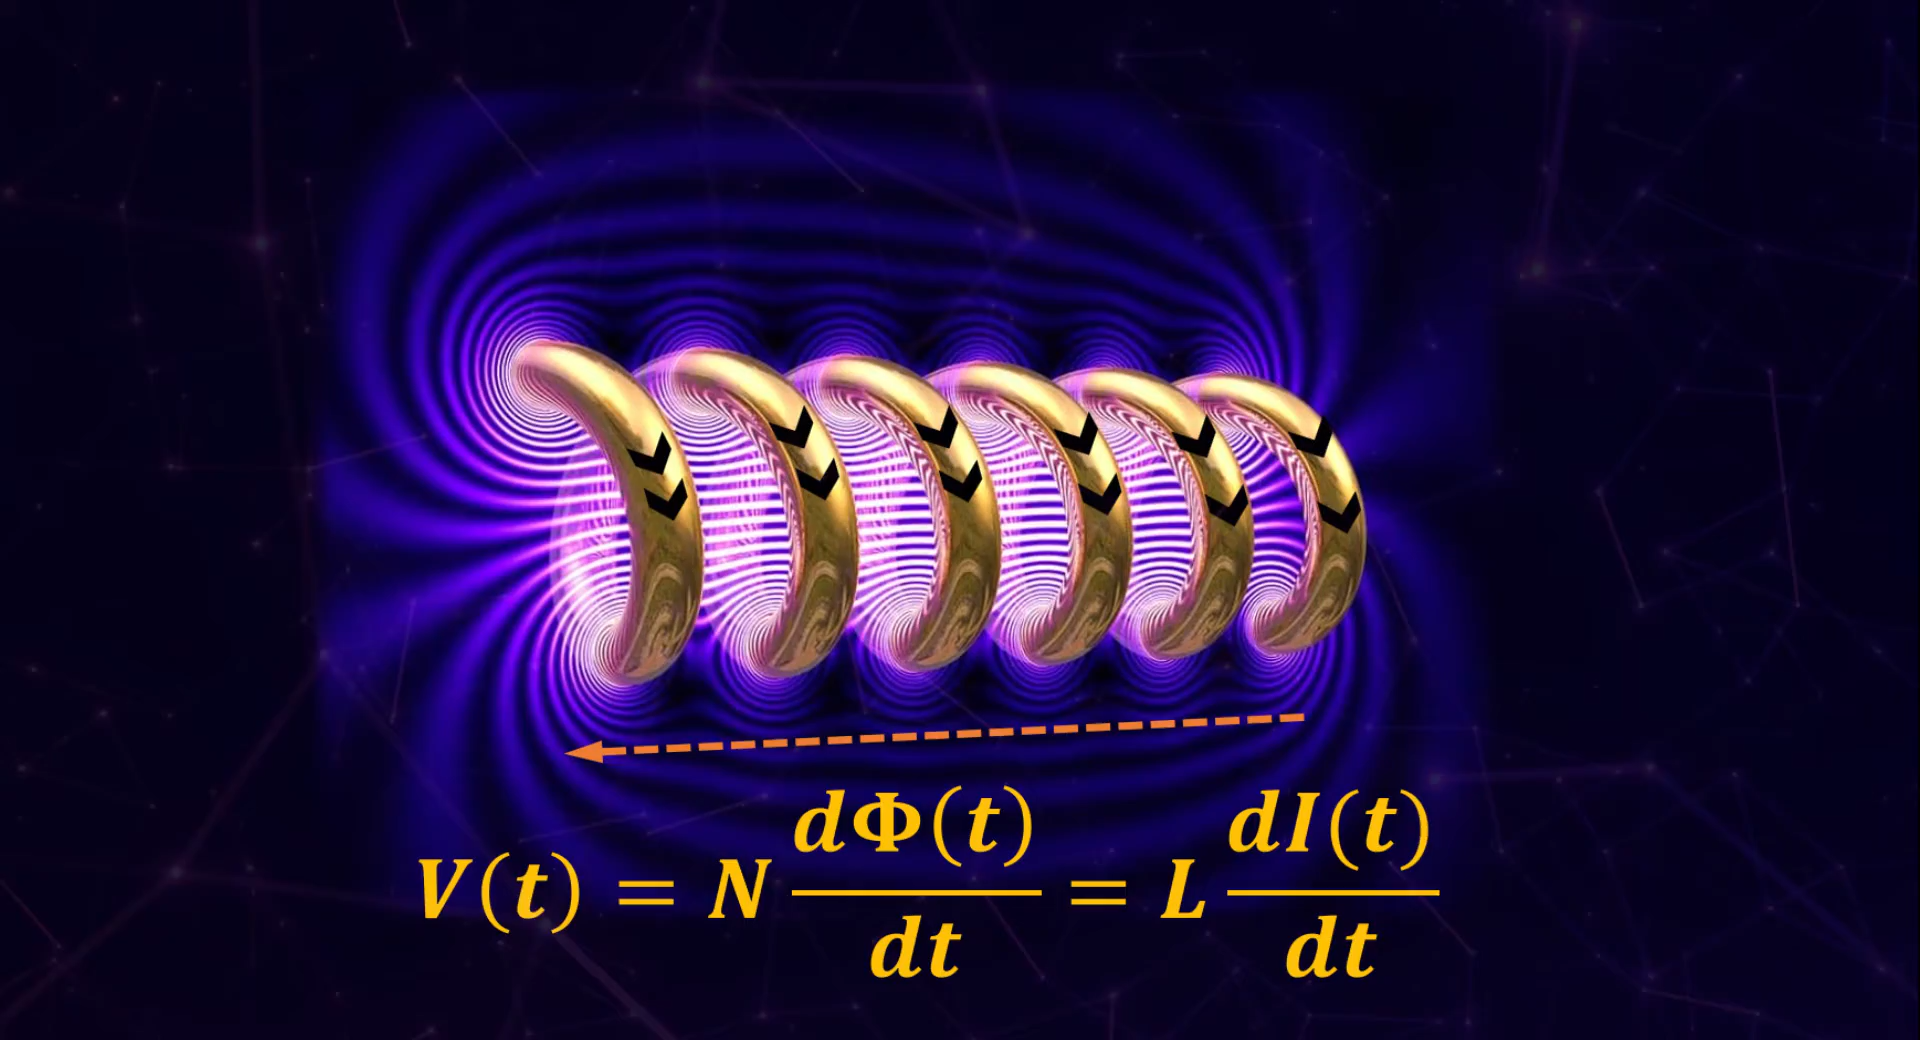 V(t) = N dΦ(t)/dt = L dI(t)/dt